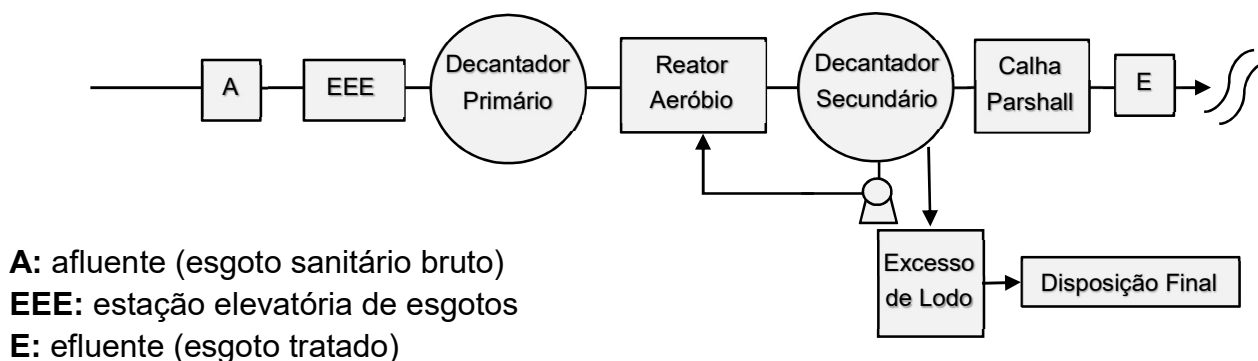 A
EEE
Decantador
Primário
Reator
Aeróbio
Decantador
Secundário
Calha
Parshall
E
Excesso
de Lodo
Disposição Final
A: afluente (esgoto sanitário bruto)
EEE: estação elevatória de esgotos
E: efluente (esgoto tratado)